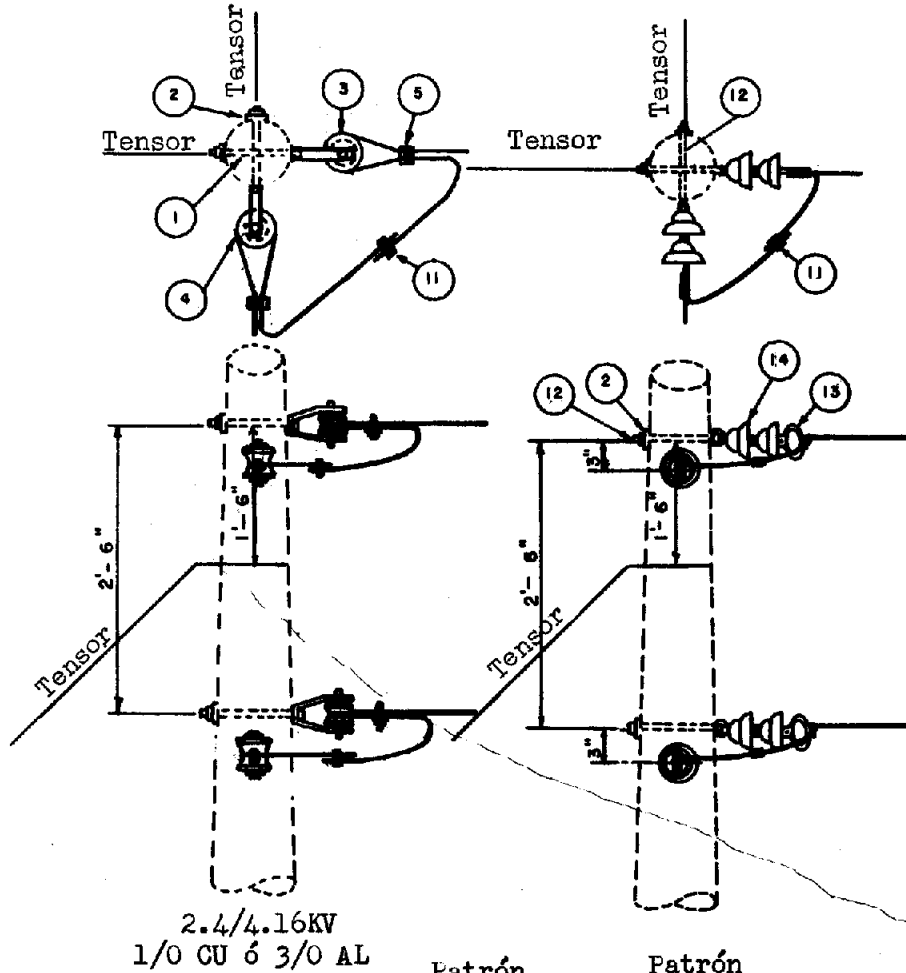 Tensor
Tensor
2
3
5
12
Tensor
Tensor
1
4
11
11
12
2
14
13
3"
1'-6"
1'-6"
2'-6"
2'-6"
Tensor
Tensor
3"
2.4/4.16KV
1/0 CU ó 3/0 AL
Patrón
Patrón